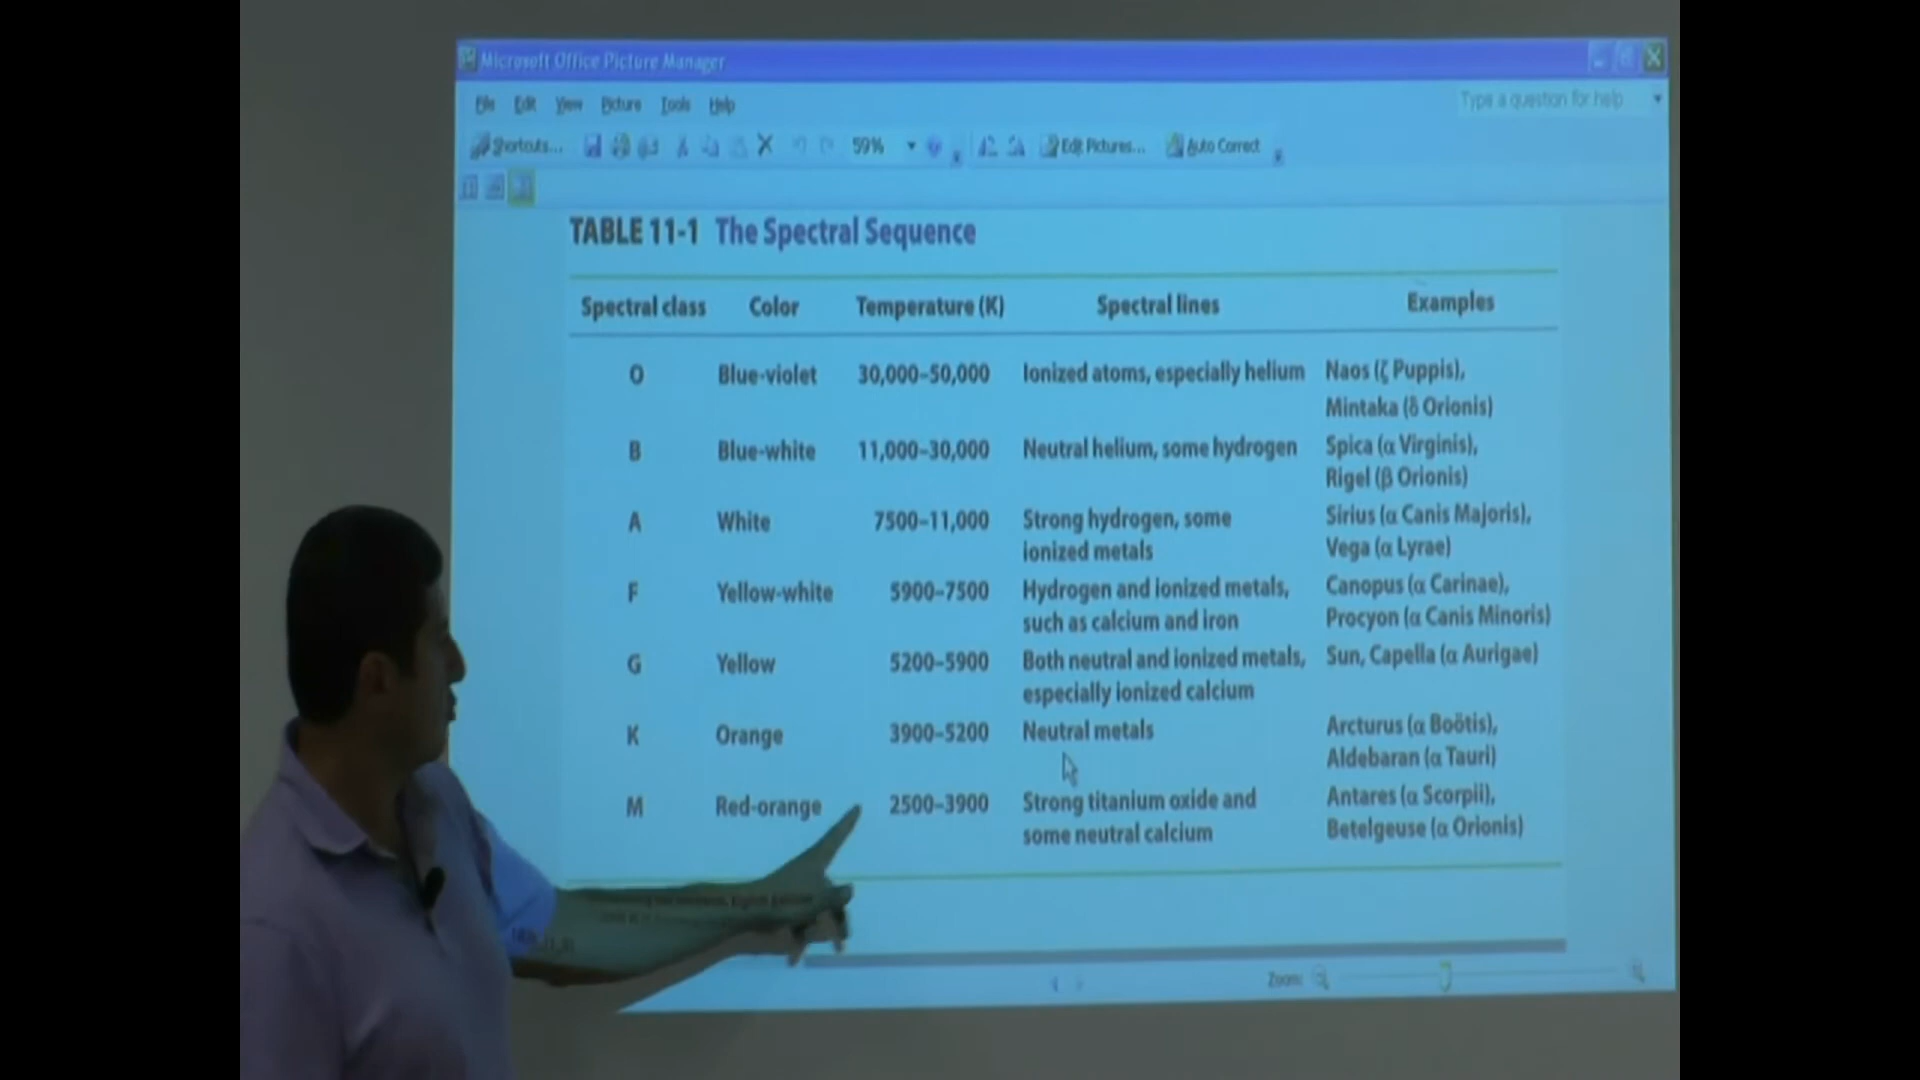 Microsoft Office Picture Manager
File Edit View Picture Tools Help
Type a question for help
Shortcuts... 59% Edit Pictures... Auto Correct
TABLE 11-1 The Spectral Sequence
Spectral class Color Temperature (K) Spectral lines Examples
O Blue-violet 30,000–50,000 Ionized atoms, especially helium Naos (ζ Puppis),
Mintaka (δ Orionis)
B Blue-white 11,000–30,000 Neutral helium, some hydrogen Spica (α Virginis),
Rigel (β Orionis)
A White 7500–11,000 Strong hydrogen, some Sirius (α Canis Majoris),
ionized metals Vega (α Lyrae)
F Yellow-white 5900–7500 Hydrogen and ionized metals, Canopus (α Carinae),
such as calcium and iron Procyon (α Canis Minoris)
G Yellow 5200–5900 Both neutral and ionized metals, Sun, Capella (α Aurigae)
especially ionized calcium
K Orange 3900–5200 Neutral metals Arcturus (α Boötis),
Aldebaran (α Tauri)
M Red-orange 2500–3900 Strong titanium oxide and Antares (α Scorpii),
some neutral calcium Betelgeuse (α Orionis)
Zoom: